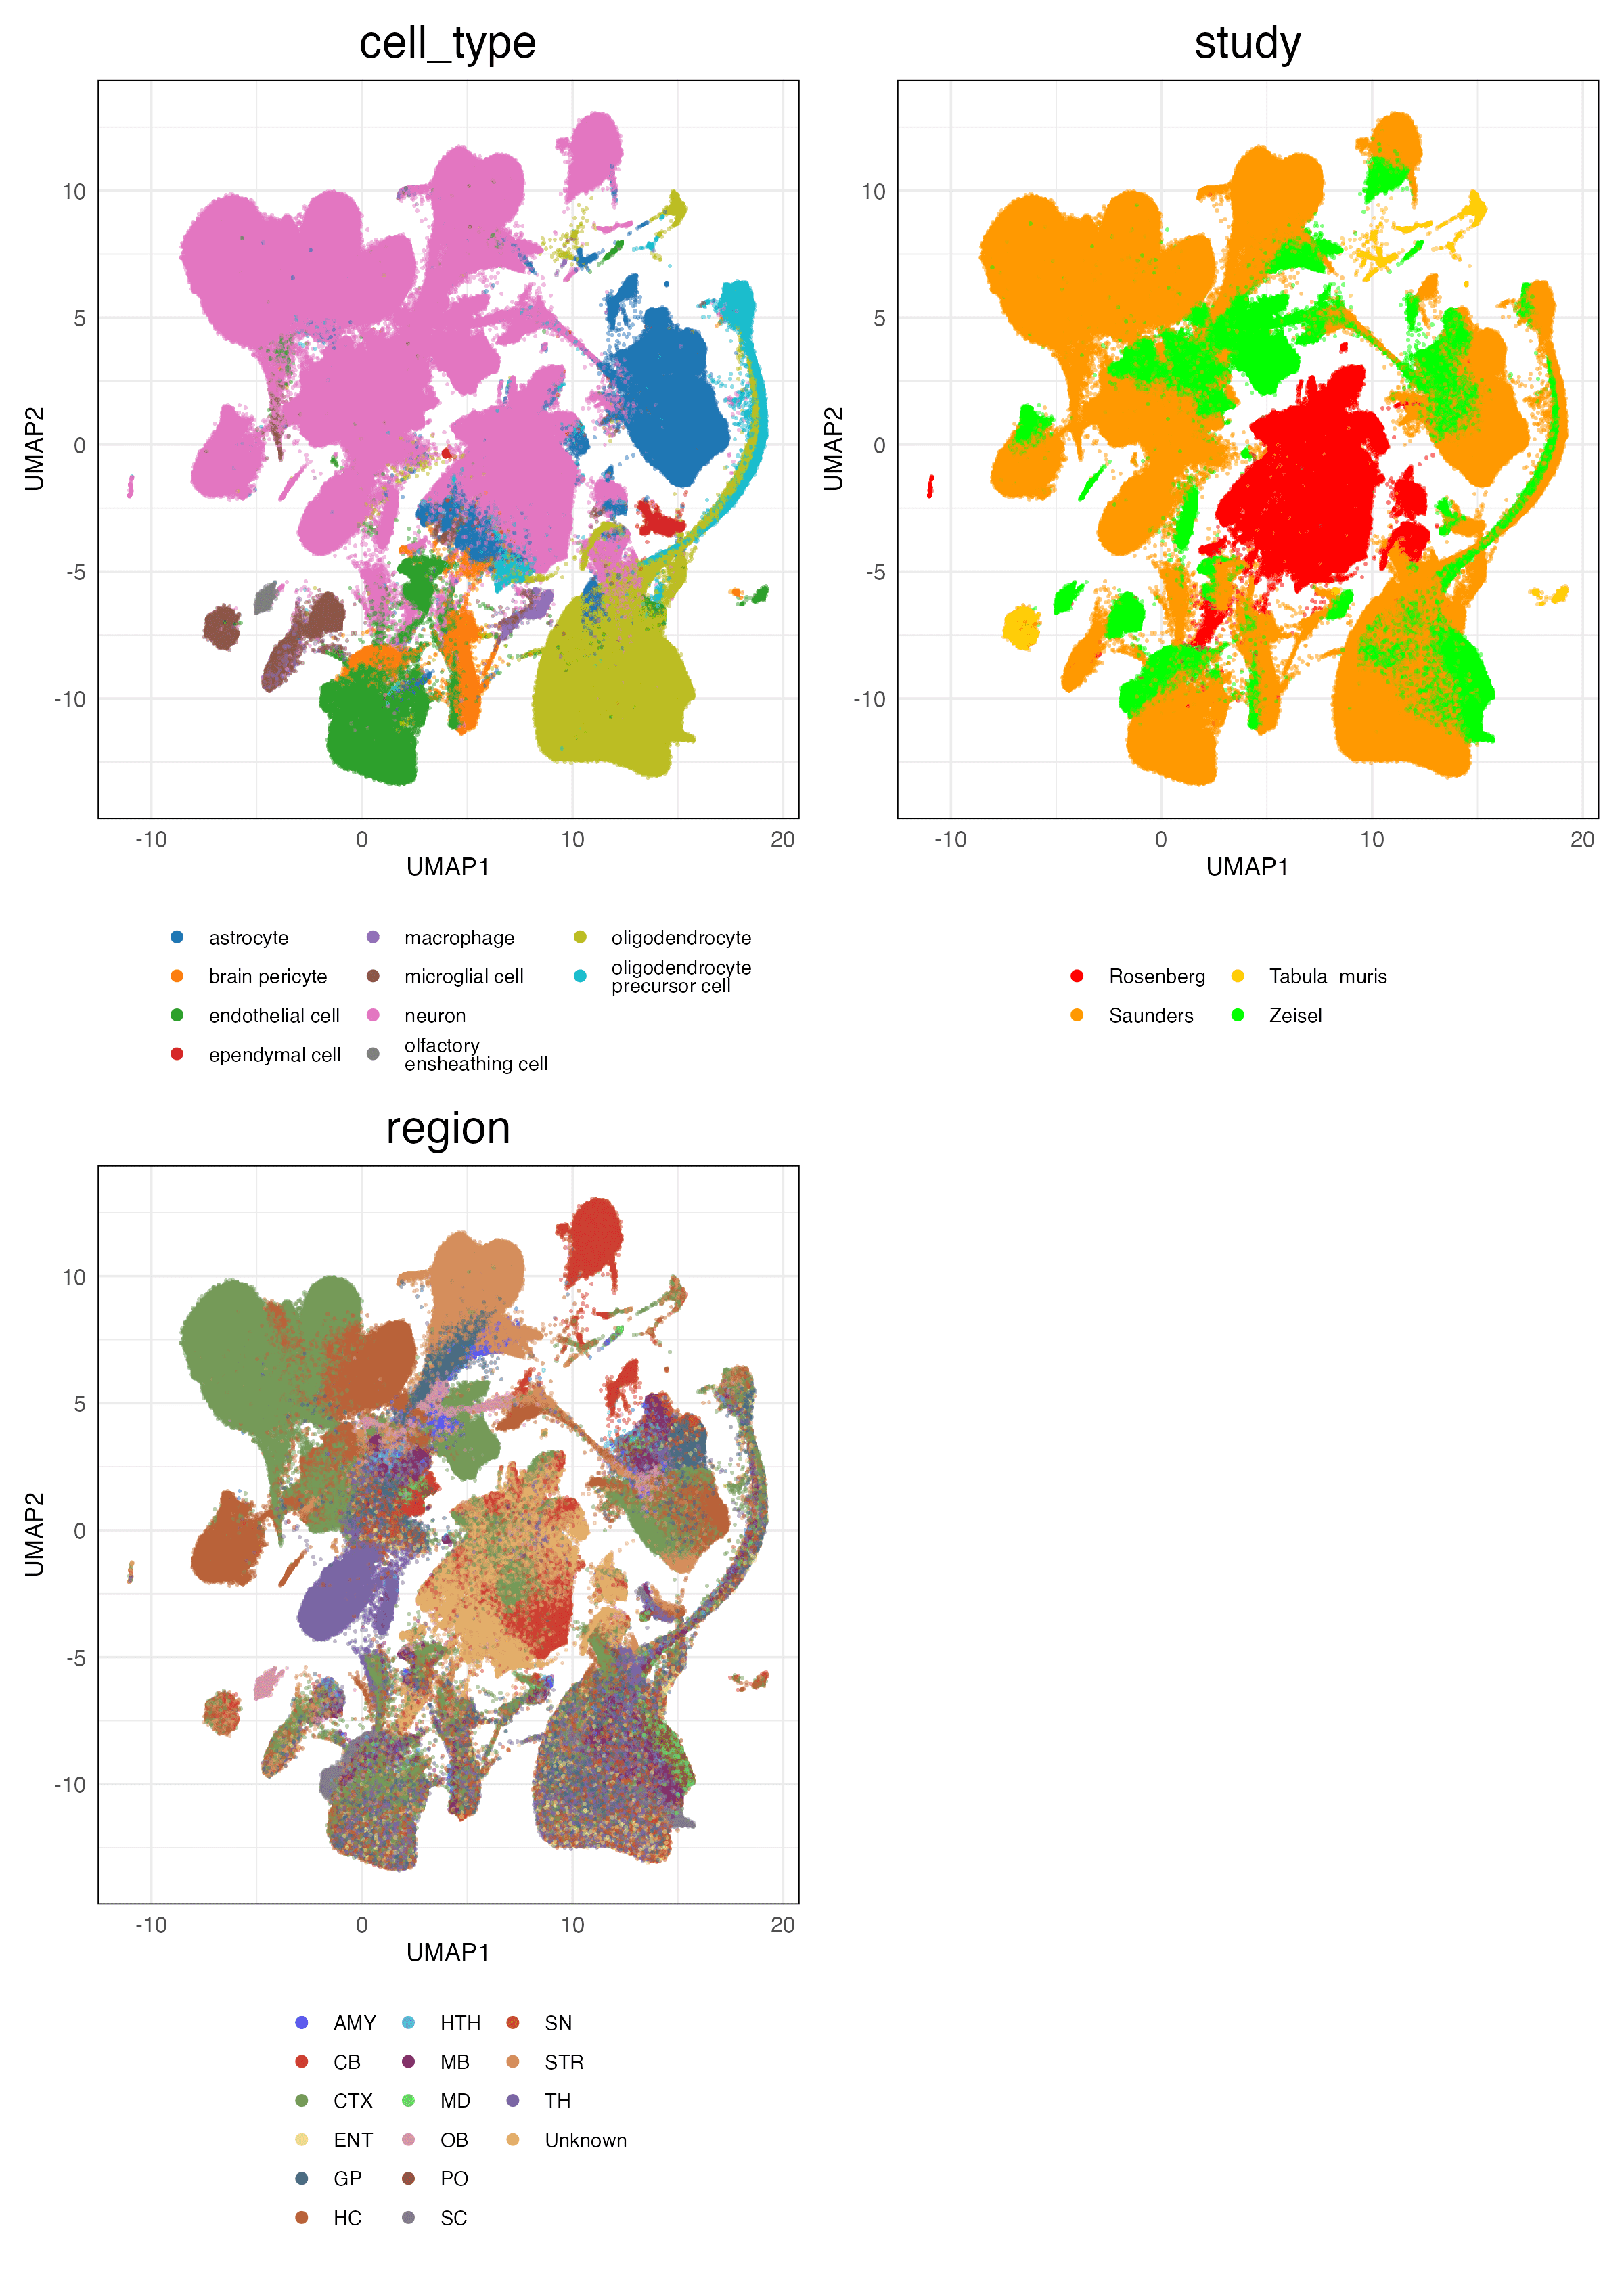 cell_type
study
10
5
0
-5
-10
UMAP2
-10
0
10
20
UMAP1
10
5
0
-5
-10
UMAP2
-10
0
10
20
UMAP1
astrocyte
brain pericyte
endothelial cell
ependymal cell
macrophage
microglial cell
neuron
olfactory
ensheathing cell
oligodendrocyte
oligodendrocyte
precursor cell
Rosenberg
Saunders
Tabula_muris
Zeisel
region
10
5
0
-5
-10
UMAP2
-10
0
10
20
UMAP1
AMY
CB
CTX
ENT
GP
HC
HTH
MB
MD
OB
PO
SC
SN
STR
TH
Unknown